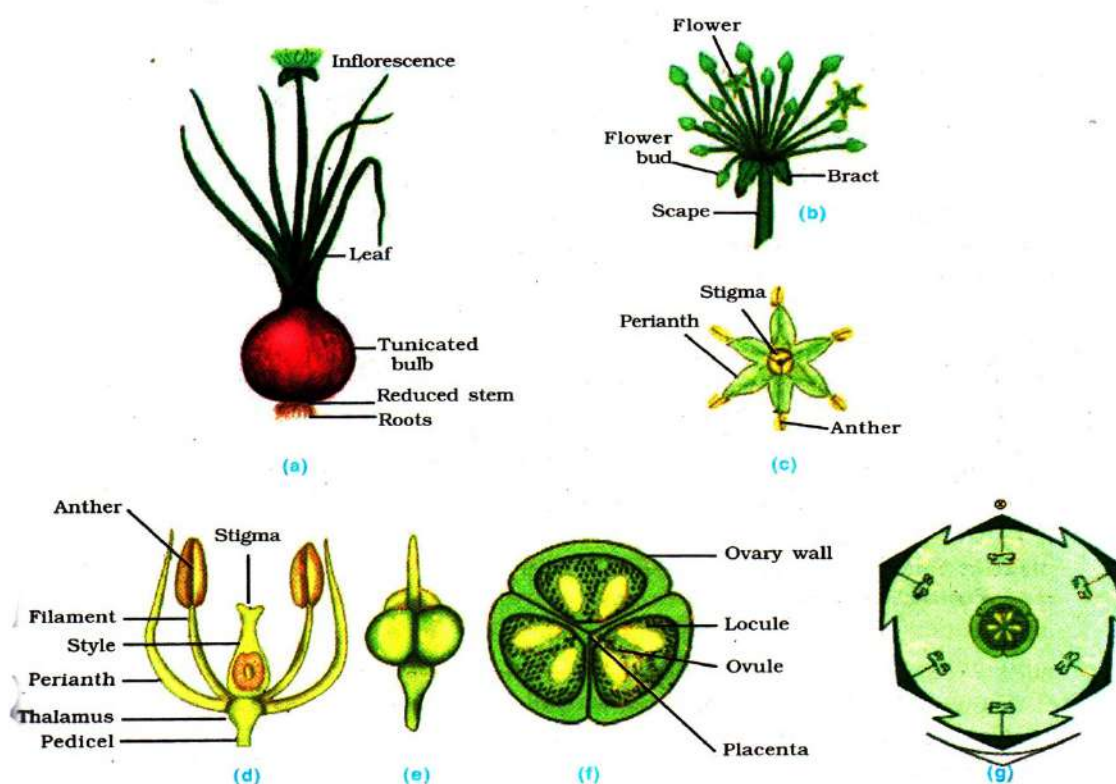 Inflorescence
Leaf
Tunicated
bulb
Reduced stem
Roots
(a)
Flower
Flower
bud
Bract
Scape
(b)
Stigma
Perianth
Anther
(c)
Anther
Stigma
Filament
Style
Perianth
Thalamus
Pedicel
(d)
(e)
Ovary wall
Locule
Ovule
Placenta
(f)
(g)